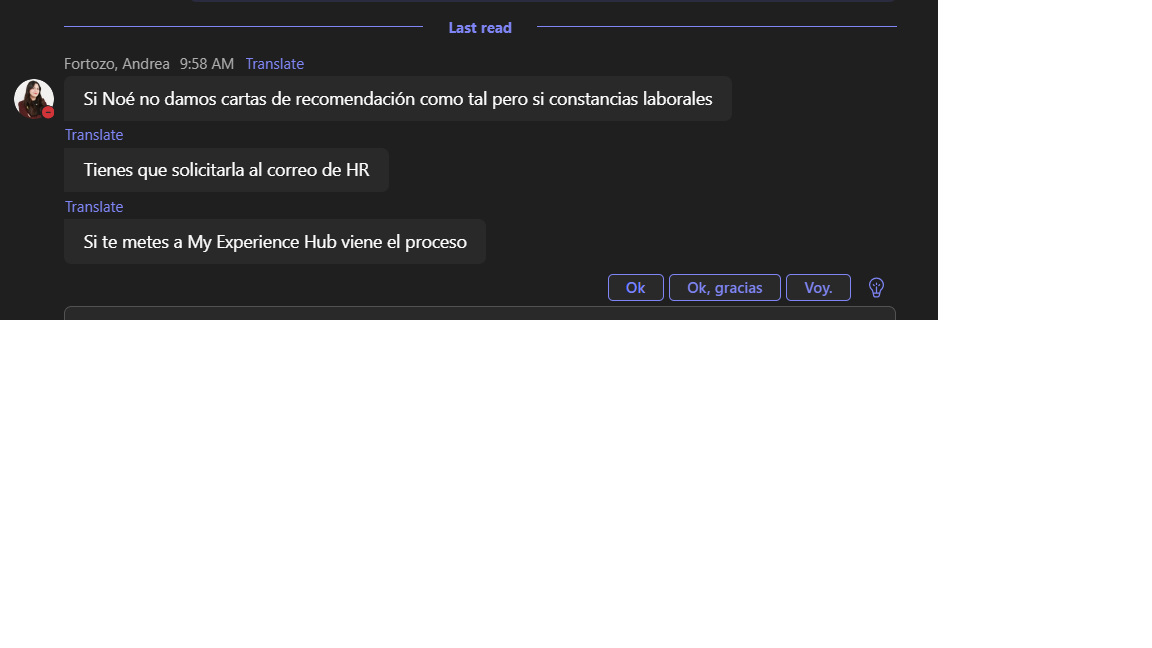 Last read
Fortozo, Andrea 9:58 AM Translate
Si Noé no damos cartas de recomendación como tal pero si constancias laborales
Translate
Tienes que solicitarla al correo de HR
Translate
Si te metes a My Experience Hub viene el proceso
Ok Ok, gracias Voy.